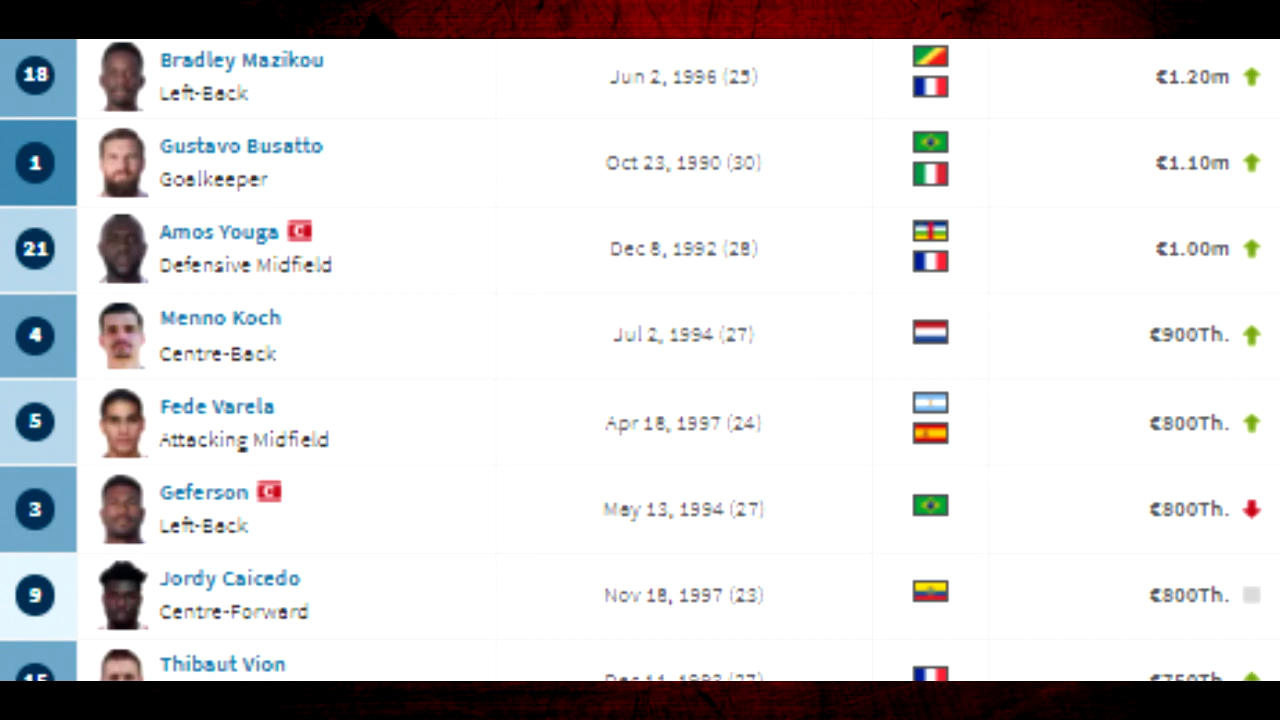 18
Bradley Mazikou
Left-Back
Jun 2, 1996 (25)
€1.20m
1
Gustavo Busatto
Goalkeeper
Oct 23, 1990 (30)
€1.10m
21
Amos Youga
Defensive Midfield
Dec 8, 1992 (28)
€1.00m
4
Menno Koch
Centre-Back
Jul 2, 1994 (27)
€900Th.
5
Fede Varela
Attacking Midfield
Apr 18, 1997 (24)
€800Th.
3
Geferson
Left-Back
May 13, 1994 (27)
€800Th.
9
Jordy Caicedo
Centre-Forward
Nov 18, 1997 (23)
€800Th.
15
Thibaut Vion
€750Th.